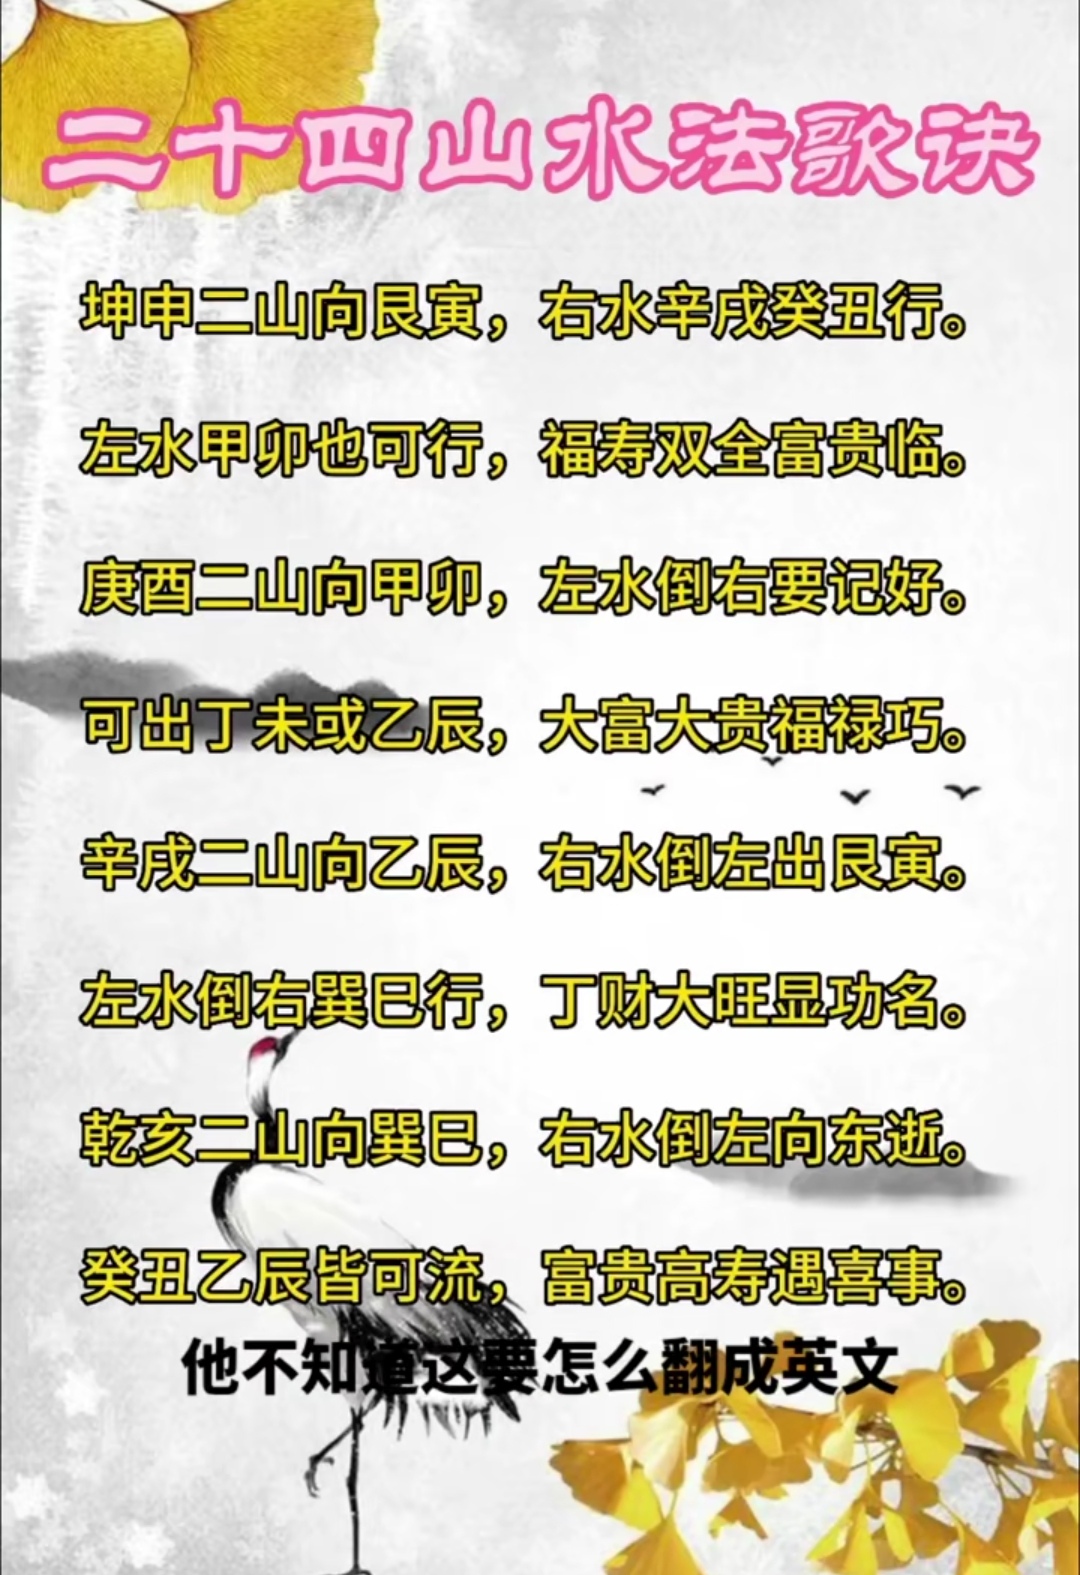 二十四山水法歌诀
坤申二山向艮寅，右水辛戌癸丑行。
左水甲卯也可行，福寿双全富贵临。
庚酉二山向甲卯，左水倒右要记好。
可出丁未或乙辰，大富大贵福禄巧。
辛戌二山向乙辰，右水倒左出艮寅。
左水倒右巽巳行，丁财大旺显功名。
乾亥二山向巽巳，右水倒左向东逝。
癸丑乙辰皆可流，富贵高寿遇喜事。
他不知道这要怎么翻成英文